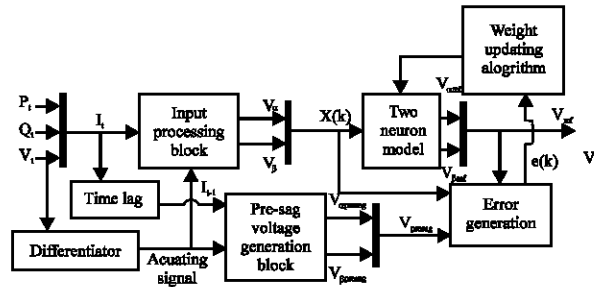 Weight
updating
alogrithm
P_t
Q_t
V_t
I_t
Input
processing
block
V_α
V_β
X(k)
Two
neuron
model
V_ref
V
V_βref
e(k)
Time lag
I_t-1
Pre-sag
voltage
generation
block
V_αpresag
V_presag
V_βpresag
Error
generation
Differentiator
Acuating
signal